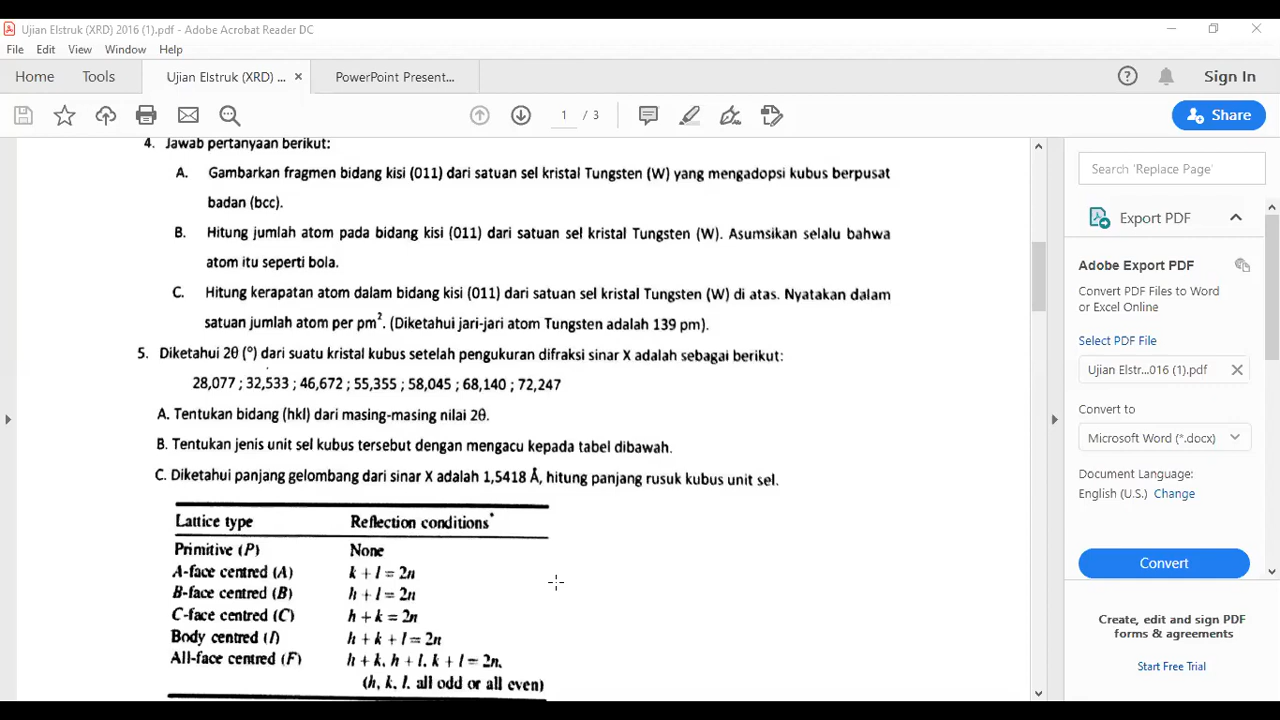 Ujian Elstruk (XRD) 2016 (1).pdf - Adobe Acrobat Reader DC
File Edit View Window Help
Home Tools Ujian Elstruk (XRD) ... × PowerPoint Present... Sign In
1 / 3 Share
4. Jawab pertanyaan berikut:
A. Gambarkan fragmen bidang kisi (011) dari satuan sel kristal Tungsten (W) yang mengadopsi kubus berpusat
badan (bcc).
B. Hitung jumlah atom pada bidang kisi (011) dari satuan sel kristal Tungsten (W). Asumsikan selalu bahwa
atom itu seperti bola.
C. Hitung kerapatan atom dalam bidang kisi (011) dari satuan sel kristal Tungsten (W) di atas. Nyatakan dalam
satuan jumlah atom per pm². (Diketahui jari-jari atom Tungsten adalah 139 pm).
5. Diketahui 2θ (°) dari suatu kristal kubus setelah pengukuran difraksi sinar X adalah sebagai berikut:
28,077 ; 32,533 ; 46,672 ; 55,355 ; 58,045 ; 68,140 ; 72,247
A. Tentukan bidang (hkl) dari masing-masing nilai 2θ.
B. Tentukan jenis unit sel kubus tersebut dengan mengacu kepada tabel dibawah.
C. Diketahui panjang gelombang dari sinar X adalah 1,5418 Å, hitung panjang rusuk kubus unit sel.
Lattice type Reflection conditions*
Primitive (P) None
A-face centred (A) k + l = 2n
B-face centred (B) h + l = 2n
C-face centred (C) h + k = 2n
Body centred (I) h + k + l = 2n
All-face centred (F) h + k, h + l, k + l = 2n,
(h, k, l, all odd or all even)
Search 'Replace Page'
Export PDF
Adobe Export PDF
Convert PDF Files to Word
or Excel Online
Select PDF File
Ujian Elstr...016 (1).pdf ×
Convert to
Microsoft Word (*.docx)
Document Language:
English (U.S.) Change
Convert
Create, edit and sign PDF
forms & agreements
Start Free Trial